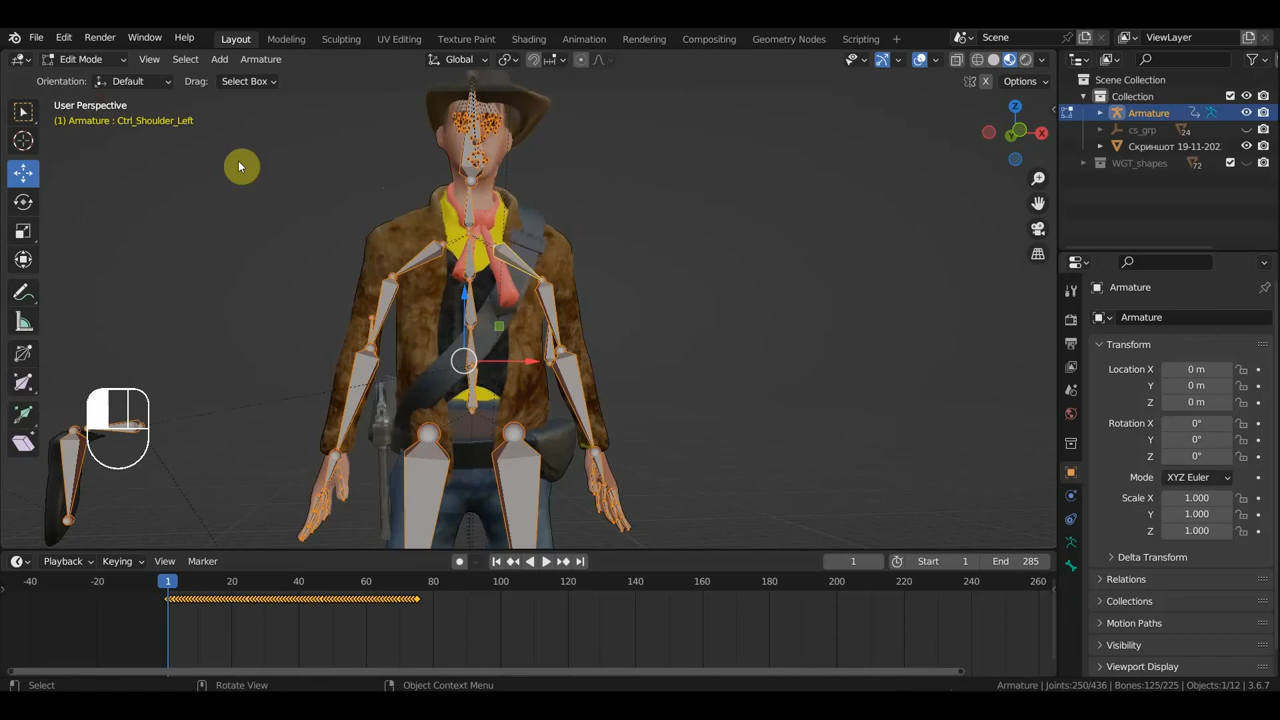 File Edit Render Window Help Layout Modeling Sculpting UV Editing Texture Paint Shading Animation Rendering Compositing Geometry Nodes Scripting Scene ViewLayer
Edit Mode View Select Add Armature Global
Orientation: Default Drag: Select Box X Options
User Perspective
(1) Armature : Ctrl_Shoulder_Left
Z
X
Y
Scene Collection
Collection
Armature
cs_grp 24
Скриншот 19-11-202
WGT_shapes 72
Armature
Armature
Transform
Location X 0 m
Y 0 m
Z 0 m
Rotation X 0°
Y 0°
Z 0°
Mode XYZ Euler
Scale X 1.000
Y 1.000
Z 1.000
Delta Transform
Relations
Collections
Motion Paths
Visibility
Viewport Display
Playback Keying View Marker 1 Start 1 End 285
-40 -20 1 20 40 60 80 100 120 140 160 180 200 220 240 260
Select Rotate View Object Context Menu Armature | Joints:250/436 | Bones:125/225 | Objects:1/12 | 3.6.7